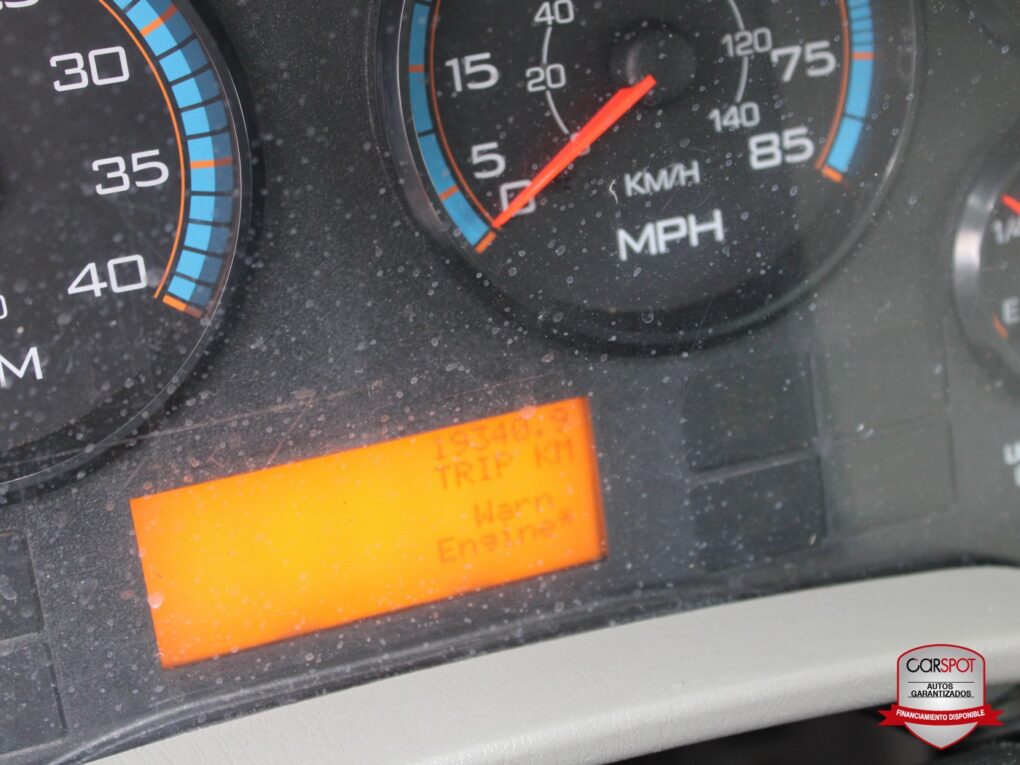 30
35
40
M
40
20
15
5
0
120
75
140
85
KM/H
MPH
E
19340.9
TRIP KM
Warn
Engine*
CARSPOT
AUTOS
GARANTIZADOS
FINANCIAMIENTO DISPONIBLE